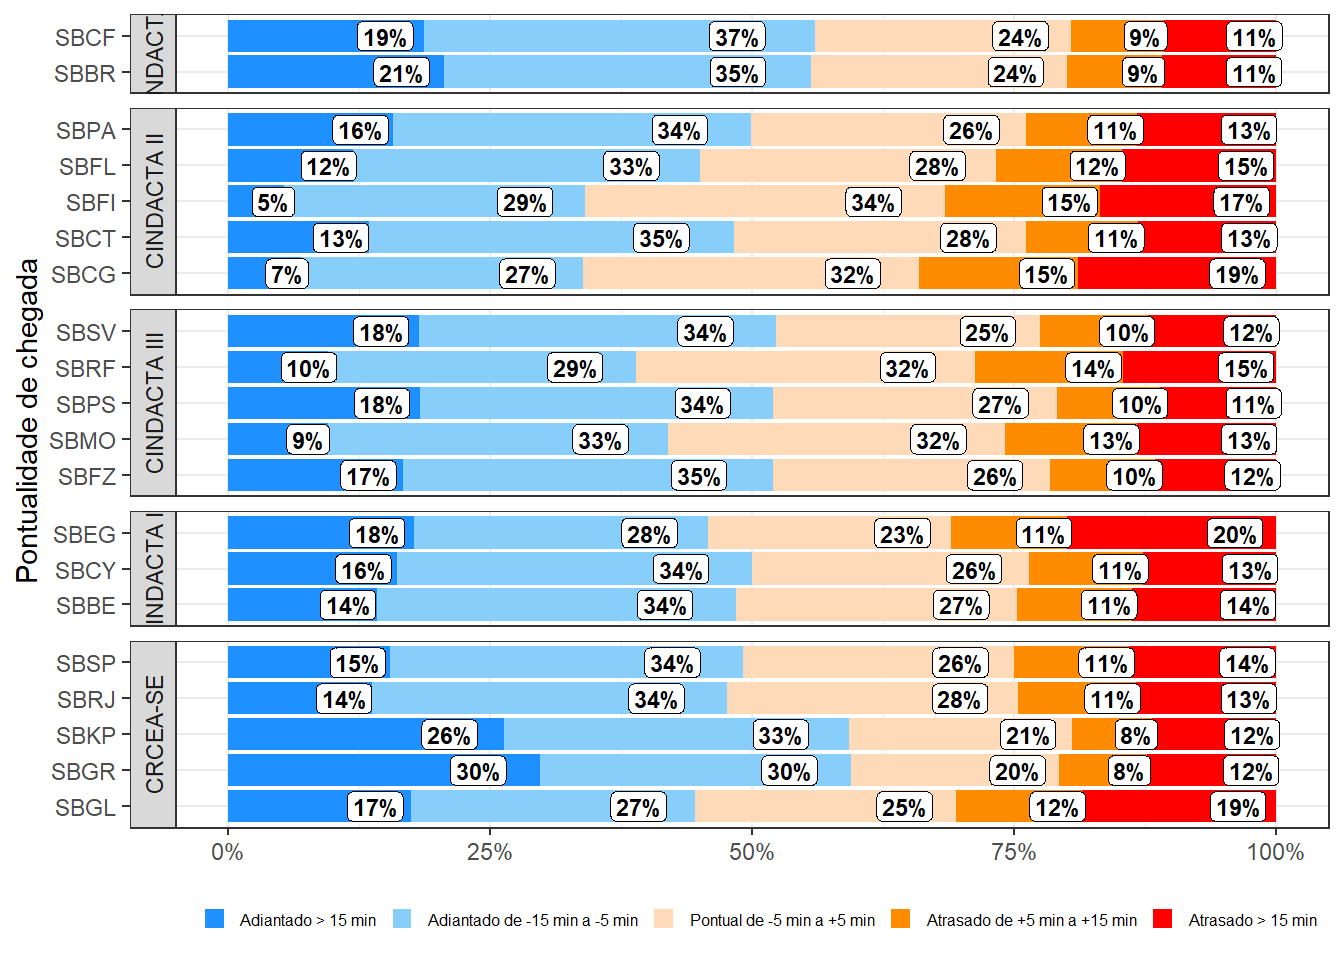 Pontualidade de chegada
NDACT
SBCF 19% 37% 24% 9% 11%
SBBR 21% 35% 24% 9% 11%
CINDACTA II
SBPA 16% 34% 26% 11% 13%
SBFL 12% 33% 28% 12% 15%
SBFI 5% 29% 34% 15% 17%
SBCT 13% 35% 28% 11% 13%
SBCG 7% 27% 32% 15% 19%
CINDACTA III
SBSV 18% 34% 25% 10% 12%
SBRF 10% 29% 32% 14% 15%
SBPS 18% 34% 27% 10% 11%
SBMO 9% 33% 32% 13% 13%
SBFZ 17% 35% 26% 10% 12%
INDACTA I
SBEG 18% 28% 23% 11% 20%
SBCY 16% 34% 26% 11% 13%
SBBE 14% 34% 27% 11% 14%
CRCEA-SE
SBSP 15% 34% 26% 11% 14%
SBRJ 14% 34% 28% 11% 13%
SBKP 26% 33% 21% 8% 12%
SBGR 30% 30% 20% 8% 12%
SBGL 17% 27% 25% 12% 19%
0% 25% 50% 75% 100%
Adiantado > 15 min Adiantado de -15 min a -5 min Pontual de -5 min a +5 min Atrasado de +5 min a +15 min Atrasado > 15 min